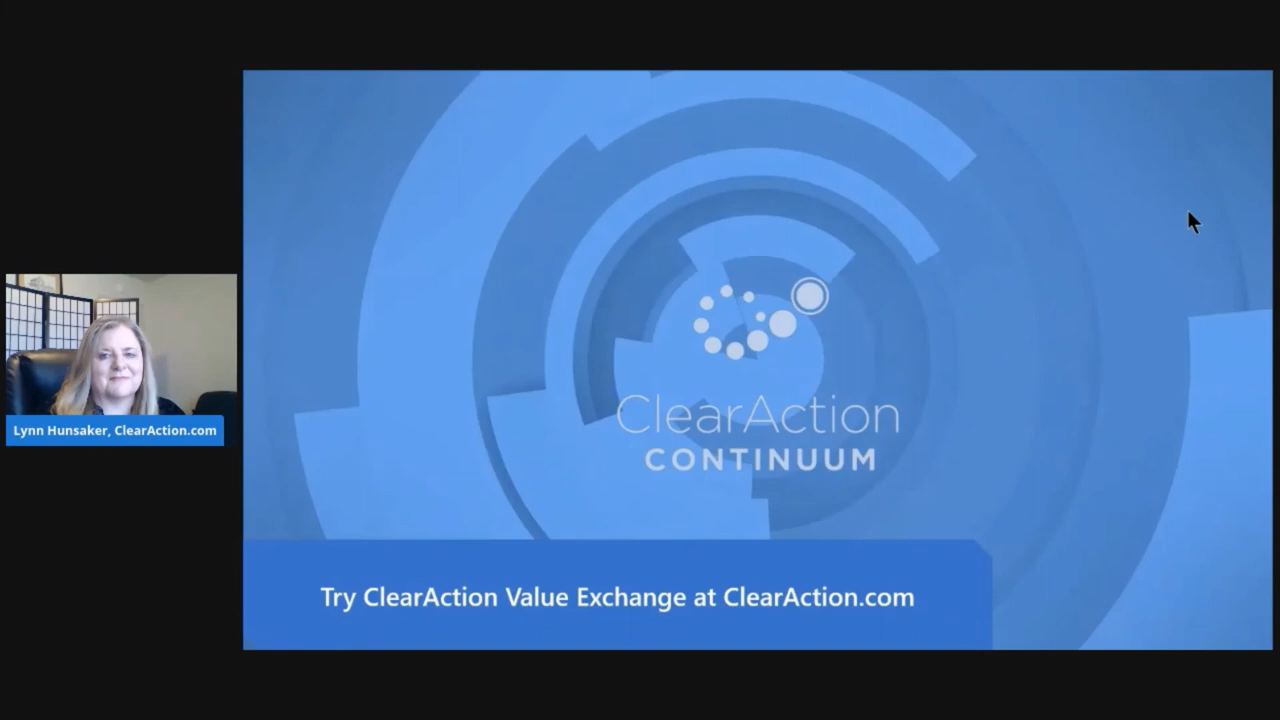 Lynn Hunsaker, ClearAction.com
ClearAction
CONTINUUM
Try ClearAction Value Exchange at ClearAction.com